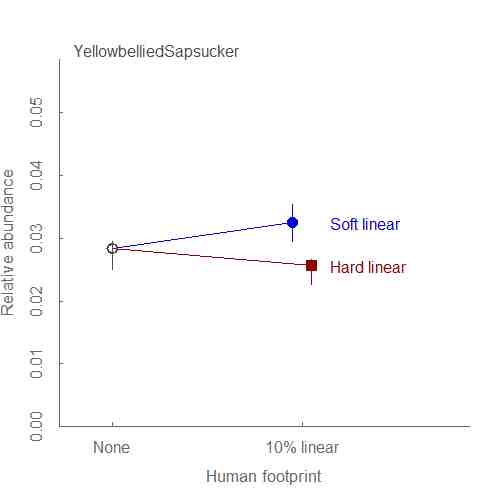 YellowbelliedSapsucker
Relative abundance
0.05
0.04
0.03
0.02
0.01
0.00
Soft linear
Hard linear
None
10% linear
Human footprint